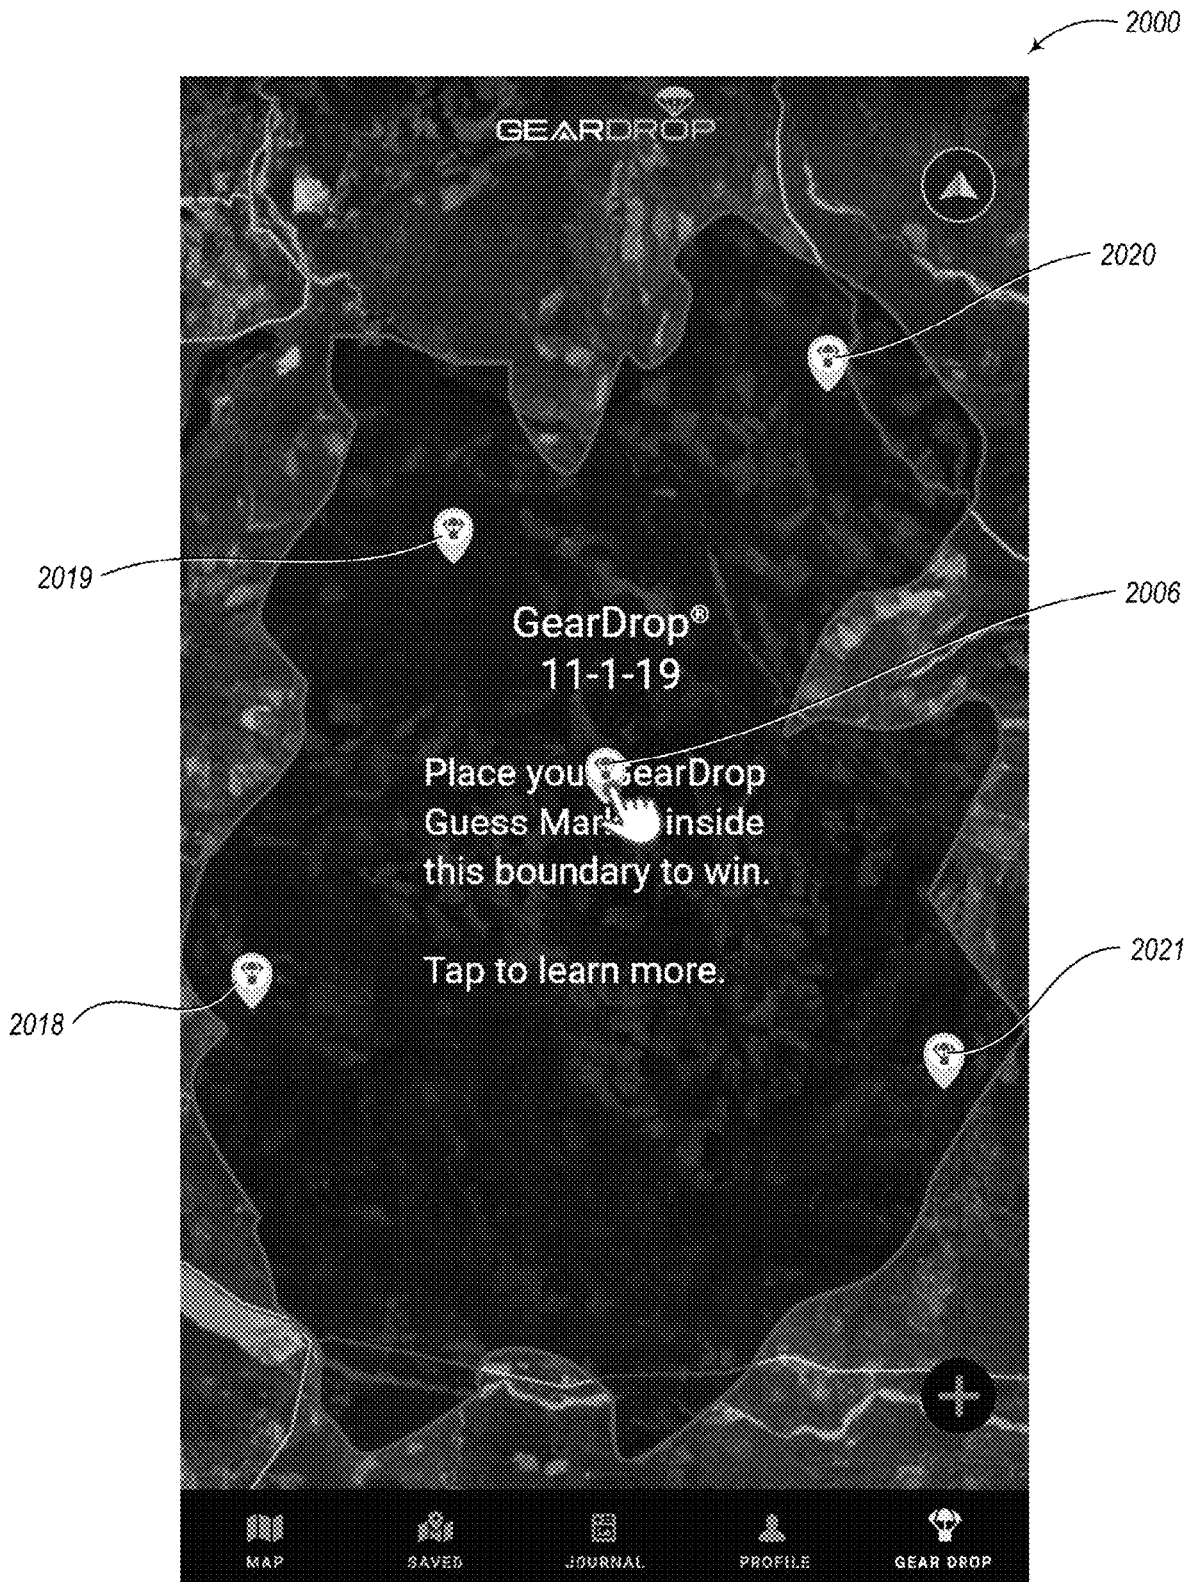 2000
GEARDROP
2020
2019
GearDrop®
2006
11-1-19
Place your GearDrop
Guess Mar inside
this boundary to win.
2021
Tap to learn more.
2018
MAP SAVED JOURNAL PROFILE GEAR DROP